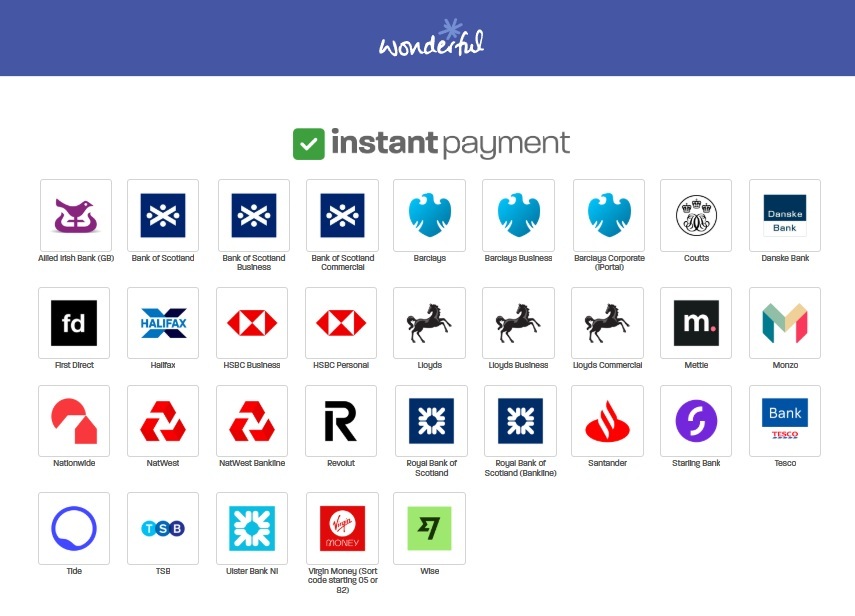 wonderful
instant payment
Allied Irish Bank (GB)
Bank of Scotland
Bank of Scotland
Business
Bank of Scotland
Commercial
Barclays
Barclays Business
Barclays Corporate
(iPortal)
Coutts
Danske
Bank
Danske Bank
fd
First Direct
HALIFAX
Halifax
HSBC Business
HSBC Personal
Lloyds
Lloyds Business
Lloyds Commercial
m.
Mettle
Monzo
Nationwide
NatWest
NatWest Bankline
R
Revolut
Royal Bank of
Scotland
Royal Bank of
Scotland (Bankline)
Santander
Starling Bank
Bank
TESCO
Tesco
Tide
TSB
TSB
Ulster Bank NI
Virgin
MONEY
Virgin Money (Sort
code starting 05 or
82)
Wise